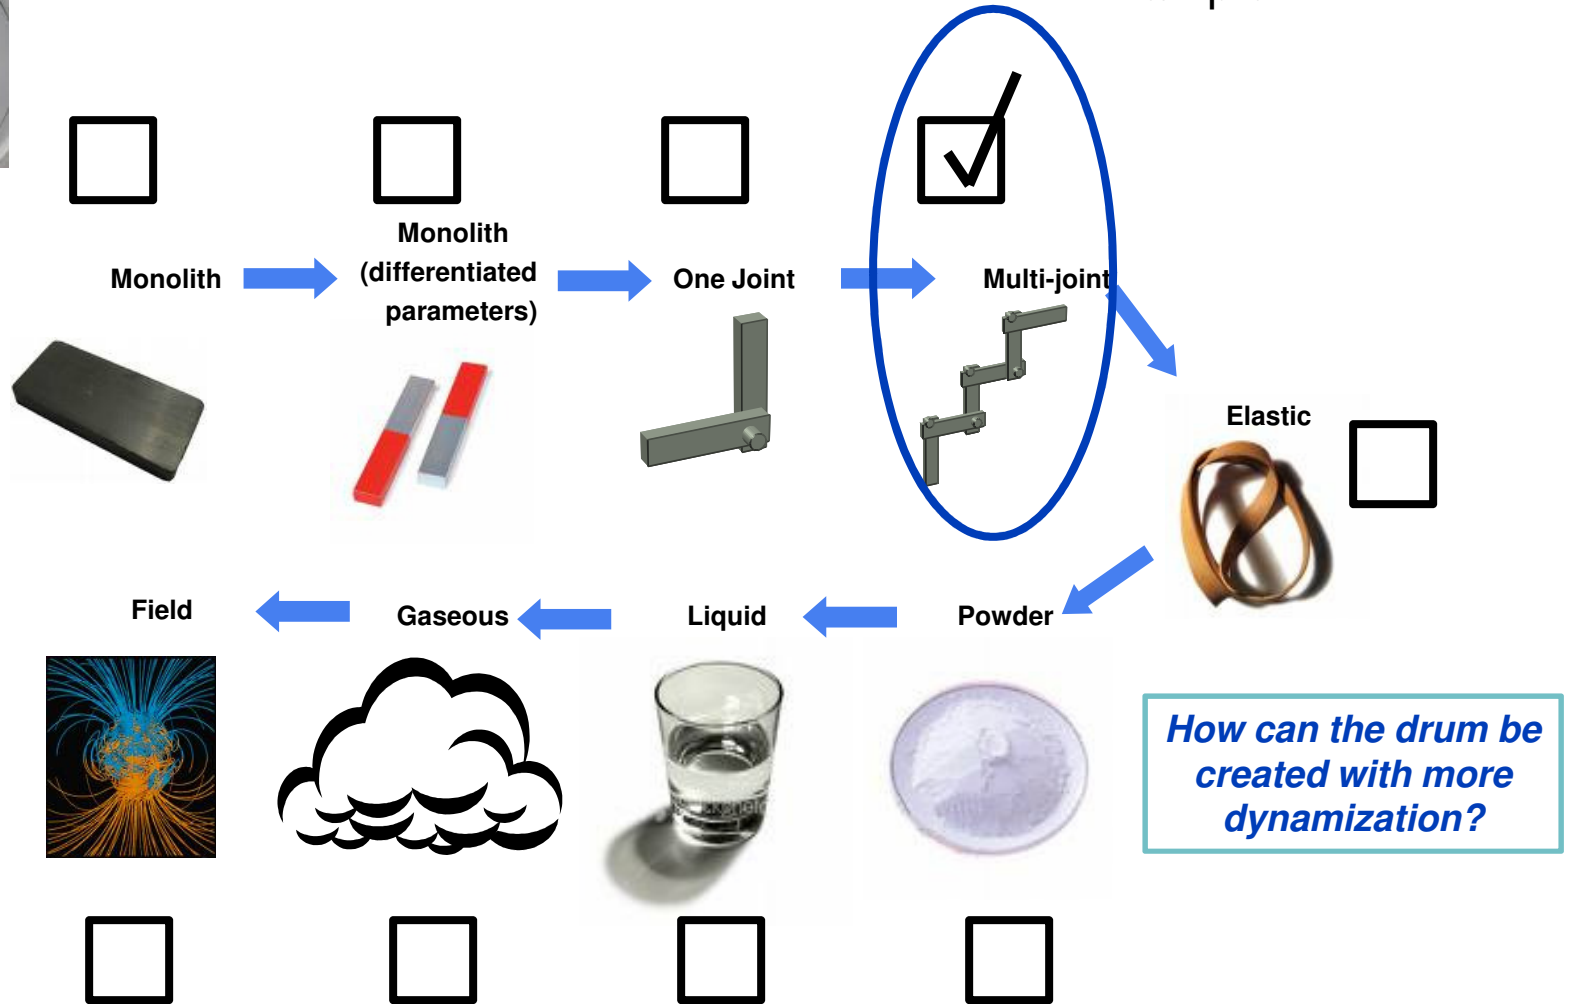 Monolith
Monolith
(differentiated
parameters)
One Joint
Multi-joint
Elastic
Field
Gaseous
Liquid
Powder
How can the drum be
created with more
dynamization?